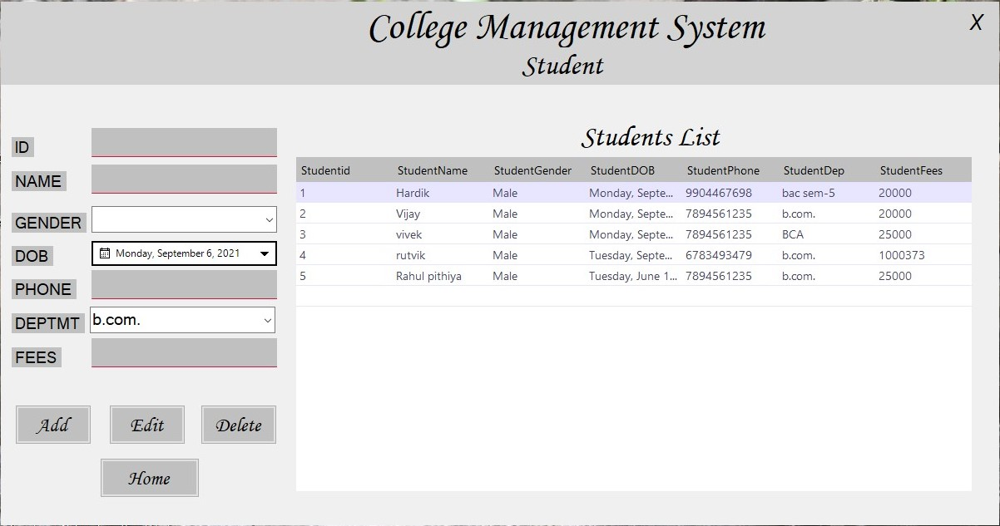 College Management System
X
Student
ID
NAME
GENDER
DOB Monday, September 6, 2021
PHONE
DEPTMT b.com.
FEES
Add Edit Delete
Home
Students List
Studentid StudentName StudentGender StudentDOB StudentPhone StudentDep StudentFees
1 Hardik Male Monday, Septe... 9904467698 bac sem-5 20000
2 Vijay Male Monday, Septe... 7894561235 b.com. 20000
3 vivek Male Monday, Septe... 7894561235 BCA 25000
4 rutvik Male Tuesday, Septe... 6783493479 b.com. 1000373
5 Rahul pithiya Male Tuesday, June 1... 7894561235 b.com. 25000